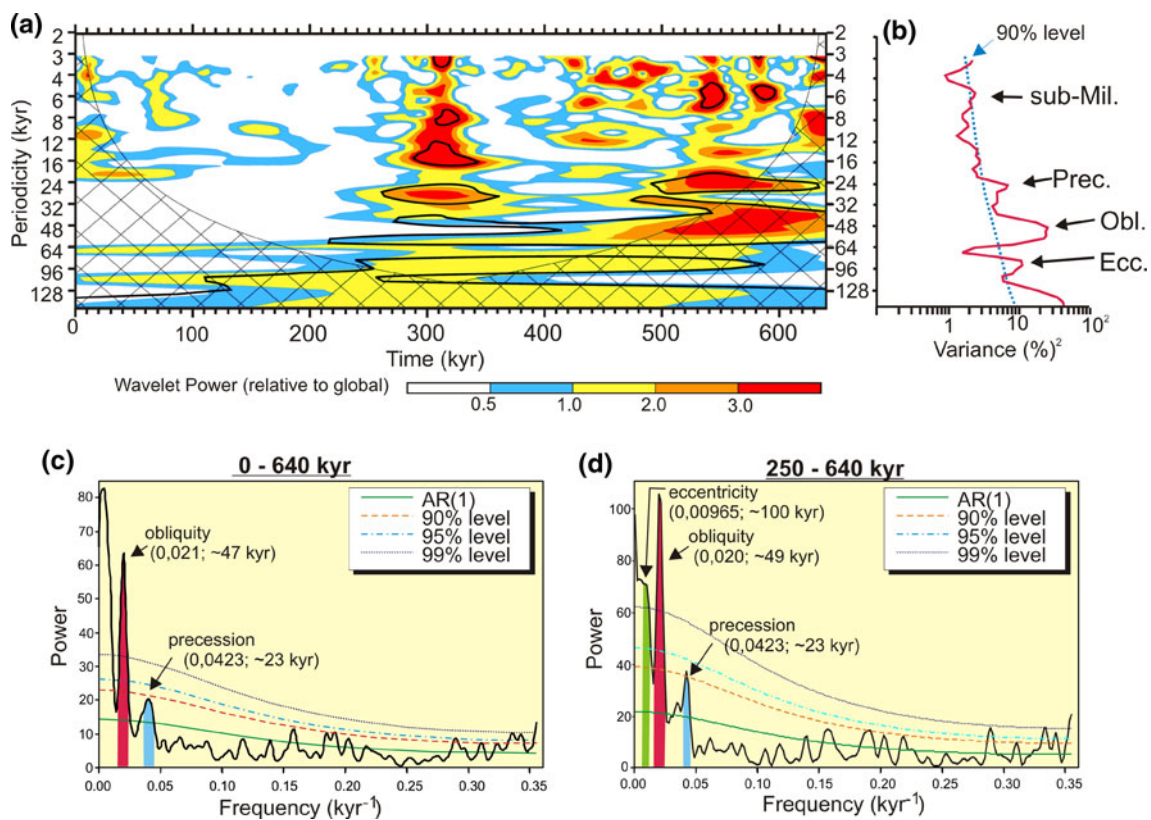 (a)
2 3 4 6 8 12 16 24 32 48 64 96 128
Periodicity (kyr)
2 3 4 6 8 12 16 24 32 48 64 96 128
0 100 200 300 400 500 600
Time (kyr)
Wavelet Power (relative to global)
0.5 1.0 2.0 3.0
(b)
90% level
sub-Mil.
Prec.
Obl.
Ecc.
1 10 10²
Variance (%)²
(c)
0 - 640 kyr
80 70 60 50 40 30 20 10 0
Power
obliquity
(0,021; ~47 kyr)
precession
(0,0423; ~23 kyr)
AR(1)
90% level
95% level
99% level
0.00 0.05 0.10 0.15 0.20 0.25 0.30 0.35
Frequency (kyr⁻¹)
(d)
250 - 640 kyr
100 80 60 40 20 0
Power
eccentricity
(0,00965; ~100 kyr)
obliquity
(0,020; ~49 kyr)
precession
(0,0423; ~23 kyr)
AR(1)
90% level
95% level
99% level
0.00 0.05 0.10 0.15 0.20 0.25 0.30 0.35
Frequency (kyr⁻¹)